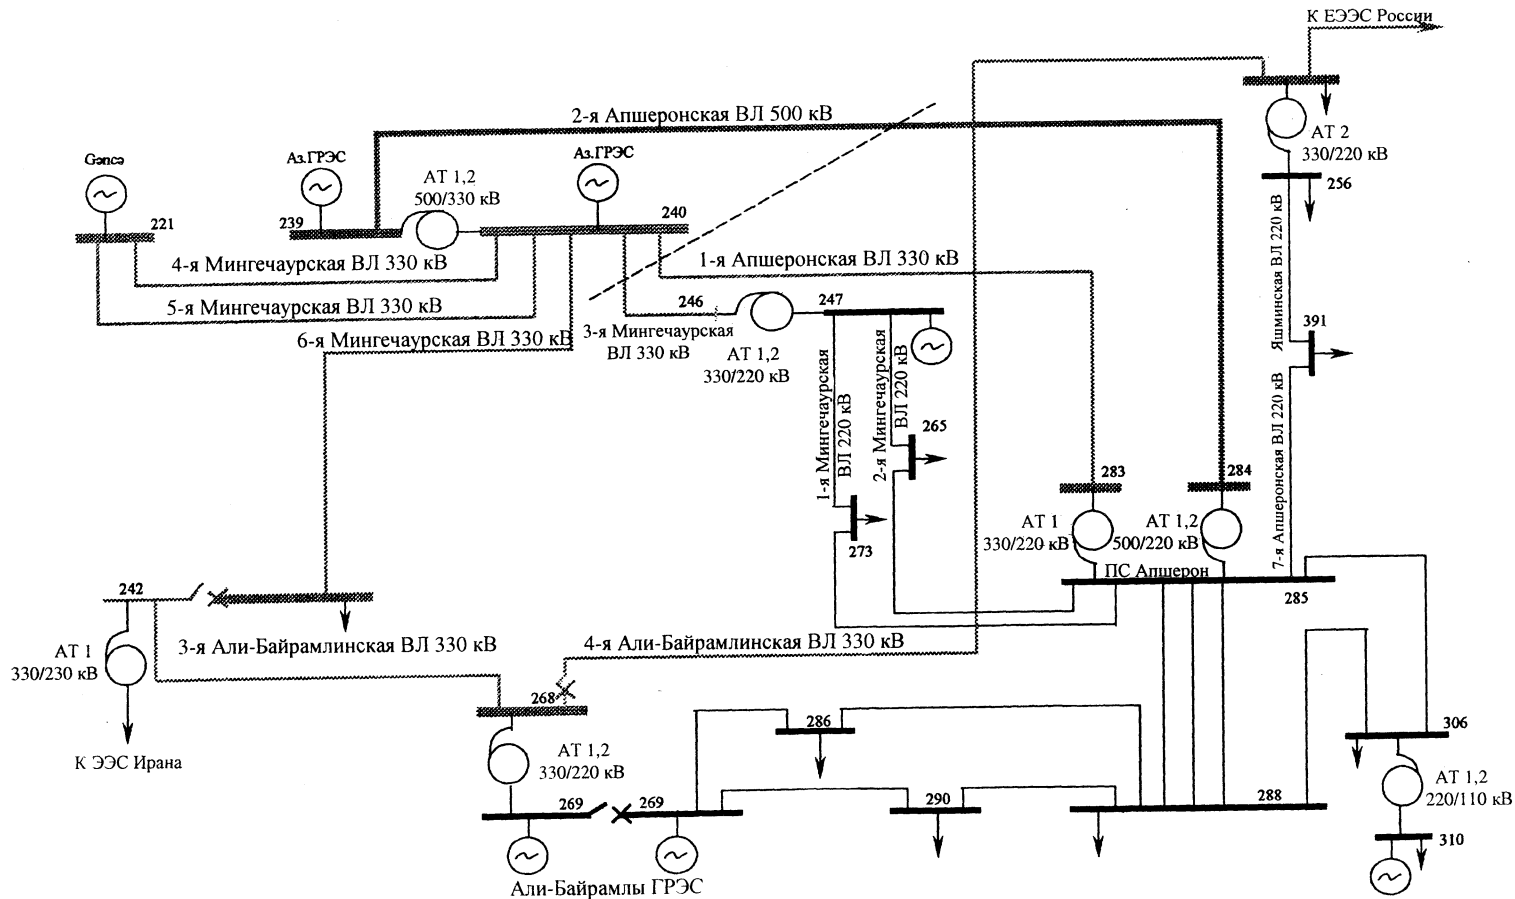 К ЕЭЭС России
2-я Апшеронская ВЛ 500 кВ
АТ 2
330/220 кВ
256
Gəncə
221
Аз.ГРЭС
239
АТ 1,2
500/330 кВ
Аз.ГРЭС
240
4-я Мингечаурская ВЛ 330 кВ
5-я Мингечаурская ВЛ 330 кВ
6-я Мингечаурская ВЛ 330 кВ
1-я Апшеронская ВЛ 330 кВ
246
3-я Мингечаурская
ВЛ 330 кВ
247
АТ 1,2
330/220 кВ
1-я Мингечаурская
ВЛ 220 кВ
2-я Мингечаурская
ВЛ 220 кВ
265
273
Яшминская ВЛ 220 кВ
391
7-я Апшеронская ВЛ 220 кВ
283
АТ 1
330/220 кВ
284
АТ 1,2
500/220 кВ
ПС Апшерон
285
242
АТ 1
330/230 кВ
К ЭЭС Ирана
3-я Али-Байрамлинская ВЛ 330 кВ
4-я Али-Байрамлинская ВЛ 330 кВ
268
АТ 1,2
330/220 кВ
269
269
Али-Байрамлы ГРЭС
286
290
288
306
АТ 1,2
220/110 кВ
310